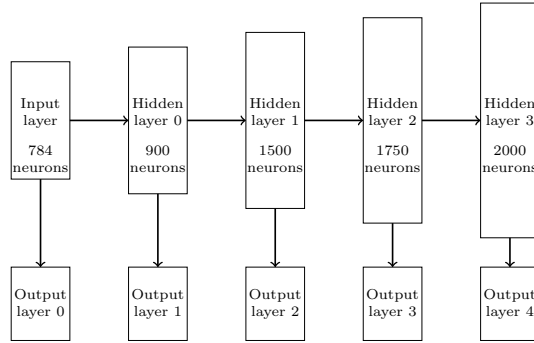 Input
layer
784
neurons
Hidden
layer 0
900
neurons
Hidden
layer 1
1500
neurons
Hidden
layer 2
1750
neurons
Hidden
layer 3
2000
neurons
Output
layer 0
Output
layer 1
Output
layer 2
Output
layer 3
Output
layer 4